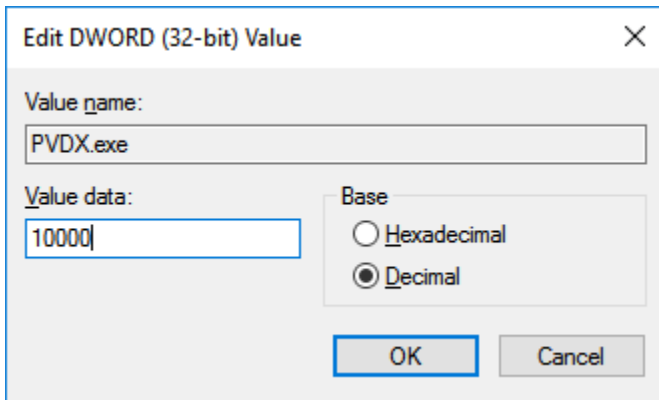 Edit DWORD (32-bit) Value
Value name:
PVDX.exe
Value data:
10000
Base
Hexadecimal
Decimal
OK
Cancel